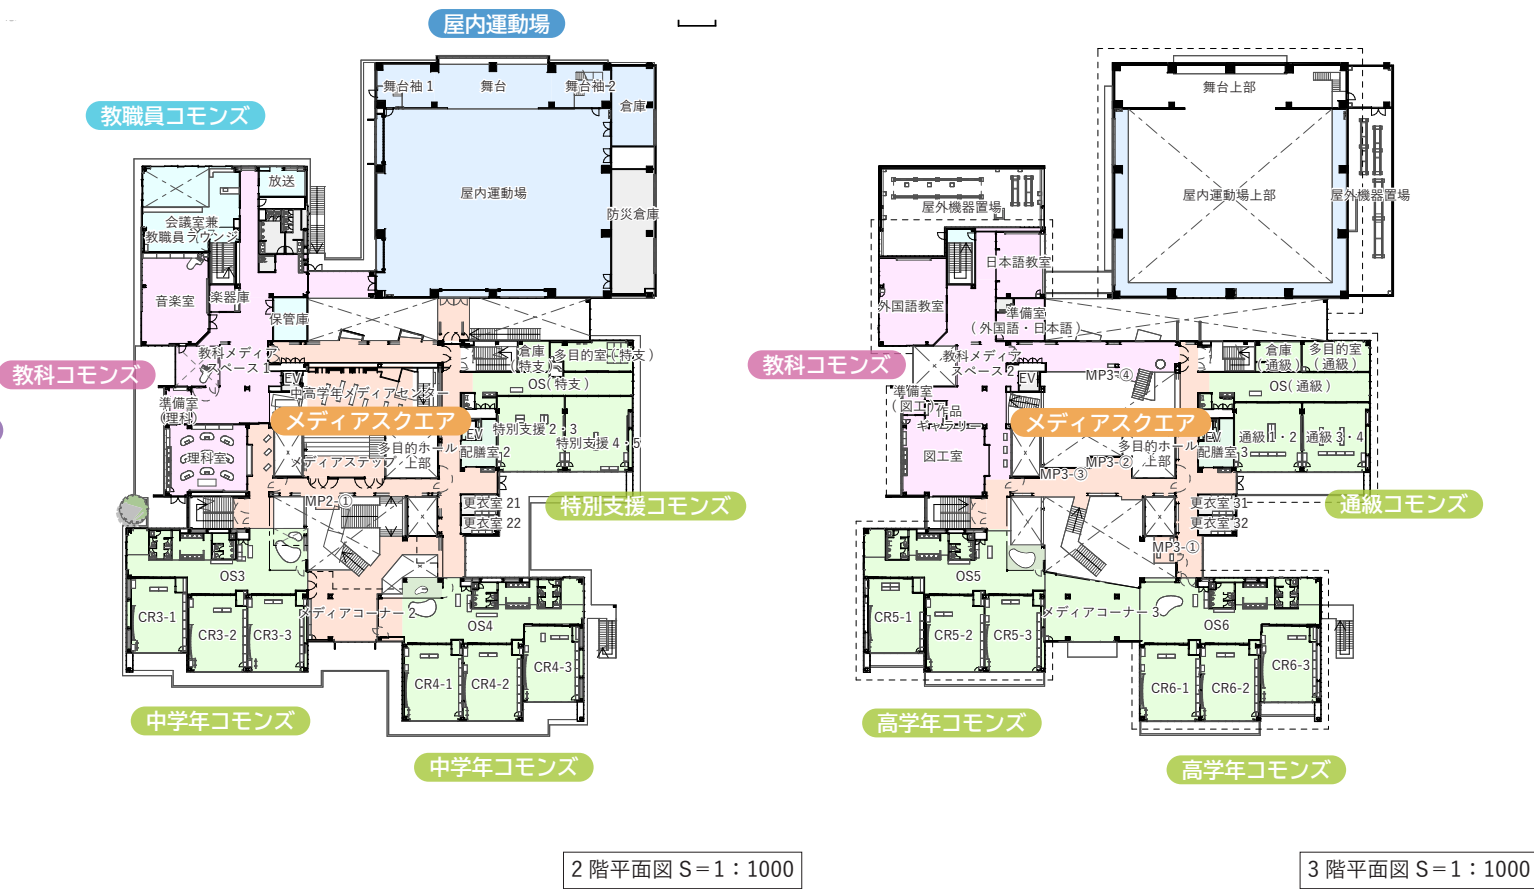 屋内運動場
教職員コモンズ
舞台袖 1
舞台
舞台袖 2
倉庫
屋内運動場
防災倉庫
放送
会議室兼
教職員ラウンジ
音楽室
楽器庫
保管庫
教科コモンズ
教科メディア
スペース 1
EV
中高学年メディアセンター
メディアスクエア
準備室
(理科)
理科室
メディアステップ
多目的ホール
上部
倉庫
(特支)
多目的室(特支)
OS(特支)
特別支援 2・3
特別支援 4・5
EV
配膳室 2
MP2-①
更衣室 21
更衣室 22
特別支援コモンズ
OS3
CR3-1
CR3-2
CR3-3
メディアコーナー 2
OS4
CR4-1
CR4-2
CR4-3
中学年コモンズ
中学年コモンズ
2 階平面図 S=1:1000
舞台上部
屋内運動場上部
屋外機器置場
屋外機器置場
日本語教室
外国語教室
準備室
(外国語・日本語)
教科コモンズ
教科メディア
スペース 2
EV
MP3-④
準備室
(図工)
作品
ギャラリー
メディアスクエア
図工室
多目的ホール
上部
MP3-②
MP3-③
倉庫
(通級)
多目的室
(通級)
OS(通級)
通級 1・2
通級 3・4
EV
配膳室 3
更衣室 31
更衣室 32
通級コモンズ
MP3-①
OS5
CR5-1
CR5-2
CR5-3
メディアコーナー 3
OS6
CR6-1
CR6-2
CR6-3
高学年コモンズ
高学年コモンズ
3 階平面図 S=1:1000